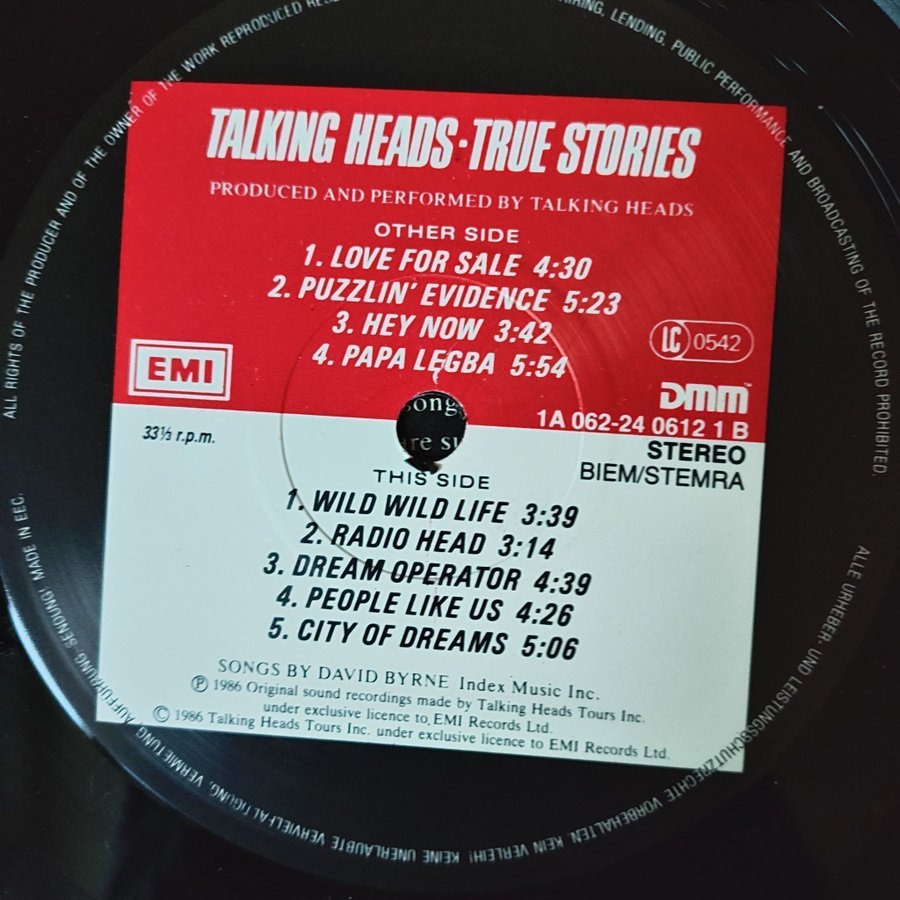 TALKING HEADS·TRUE STORIES
PRODUCED AND PERFORMED BY TALKING HEADS
OTHER SIDE
1. LOVE FOR SALE 4:30
2. PUZZLIN' EVIDENCE 5:23
3. HEY NOW 3:42
4. PAPA LEGBA 5:54
LC 0542
EMI
DMM™
1A 062-24 0612 1 B
33⅓ r.p.m.
STEREO
BIEM/STEMRA
ong
re su
THIS SIDE
1. WILD WILD LIFE 3:39
2. RADIO HEAD 3:14
3. DREAM OPERATOR 4:39
4. PEOPLE LIKE US 4:26
5. CITY OF DREAMS 5:06
SONGS BY DAVID BYRNE Index Music Inc.
Ⓟ 1986 Original sound recordings made by Talking Heads Tours Inc.
under exclusive licence to EMI Records Ltd.
© 1986 Talking Heads Tours Inc. under exclusive licence to EMI Records Ltd.
ALL RIGHTS OF THE PRODUCER AND OF THE OWNER OF THE WORK REPRODUCED
LENDING, PUBLIC PERFORMANCE AND BROADCASTING OF THE RECORD PROHIBITED.
ALLE URHEBER- UND LEISTUNGSSCHUTZRECHTE VORBEHALTEN. KEIN VERLEIH! KEINE UNERLAUBTE VERVIELFÄLTIGUNG, VERMIETUNG, AUFFÜHRUNG, SENDUNG! MADE IN EEC.